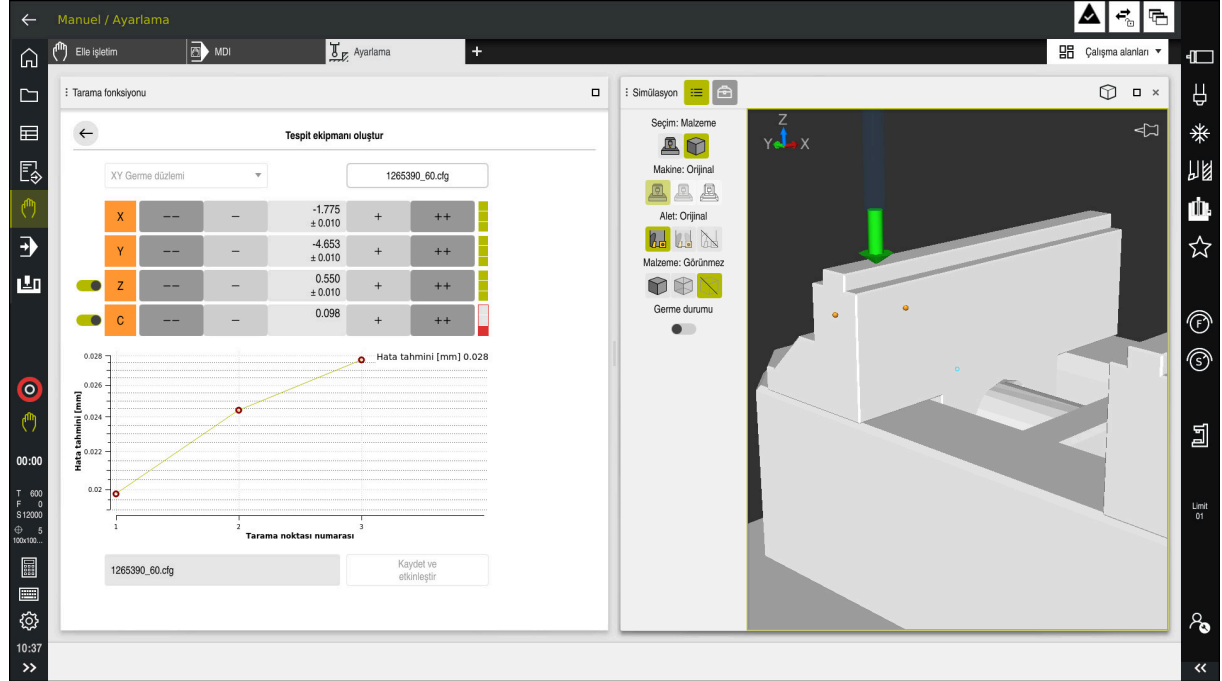 Manuel / Ayarlama
Elle işletim
MDI
Ayarlama
+
Çalışma alanları
Tarama fonksiyonu
Tespit ekipmanı oluştur
XY Germe düzlemi
1265390_60.cfg
X -- - -1.775 ± 0.010 + ++
Y -- - -4.653 ± 0.010 + ++
Z -- - 0.550 ± 0.010 + ++
C -- - 0.098 + ++
Hata tahmini [mm] 0.028
Hata tahmini [mm]
0.028
0.026
0.024
0.022
0.02
1 2 3
Tarama noktası numarası
1265390_60.cfg
Kaydet ve
etkinleştir
Simülasyon
Seçim: Malzeme
Makine: Orijinal
Alet: Orijinal
Malzeme: Görünmez
Germe durumu
Z
Y X
00:00
T 600
F 0
S 12000
5
100x100...
10:37
F
S
Limit
01